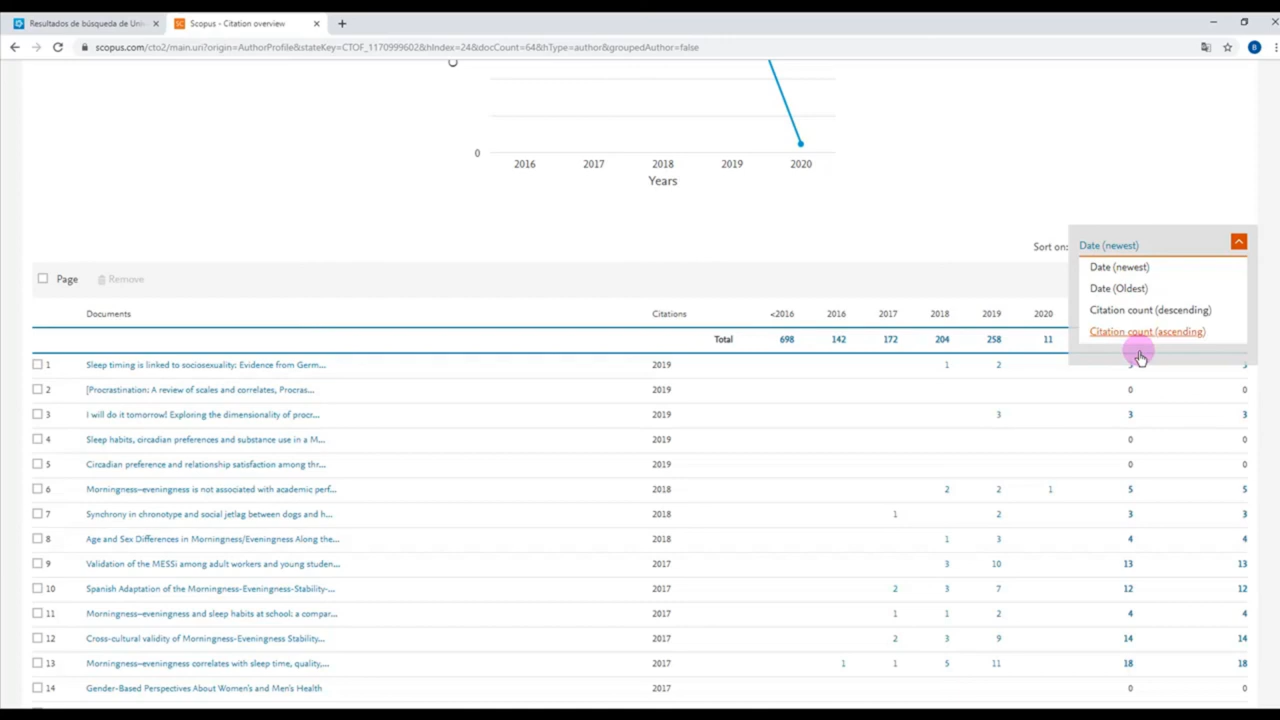 Resultados de búsqueda de Uni
Scopus - Citation overview
scopus.com/cto2/main.uri?origin=AuthorProfile&stateKey=CTOF_1170999602&hIndex=24&docCount=64&hType=author&groupedAuthor=false
B
0
2016 2017 2018 2019 2020
Years
Sort on: Date (newest)
Date (newest)
Date (Oldest)
Citation count (descending)
Citation count (ascending)
Page Remove
Documents Citations <2016 2016 2017 2018 2019 2020
Total 698 142 172 204 258 11
1 Sleep timing is linked to sociosexuality: Evidence from Germ... 2019 1 2 3 3
2 [Procrastination: A review of scales and correlates, Procras... 2019 0 0
3 I will do it tomorrow! Exploring the dimensionality of procr... 2019 3 3 3
4 Sleep habits, circadian preferences and substance use in a M... 2019 0 0
5 Circadian preference and relationship satisfaction among thr... 2019 0 0
6 Morningness–eveningness is not associated with academic perf... 2018 2 2 1 5 5
7 Synchrony in chronotype and social jetlag between dogs and h... 2018 1 2 3 3
8 Age and Sex Differences in Morningness/Eveningness Along the... 2018 1 3 4 4
9 Validation of the MESSi among adult workers and young studen... 2017 3 10 13 13
10 Spanish Adaptation of the Morningness-Eveningness-Stability-... 2017 2 3 7 12 12
11 Morningness–eveningness and sleep habits at school: a compar... 2017 1 1 2 4 4
12 Cross-cultural validity of Morningness-Eveningness Stability... 2017 2 3 9 14 14
13 Morningness–eveningness correlates with sleep time, quality,... 2017 1 1 5 11 18 18
14 Gender-Based Perspectives About Women's and Men's Health 2017 0 0